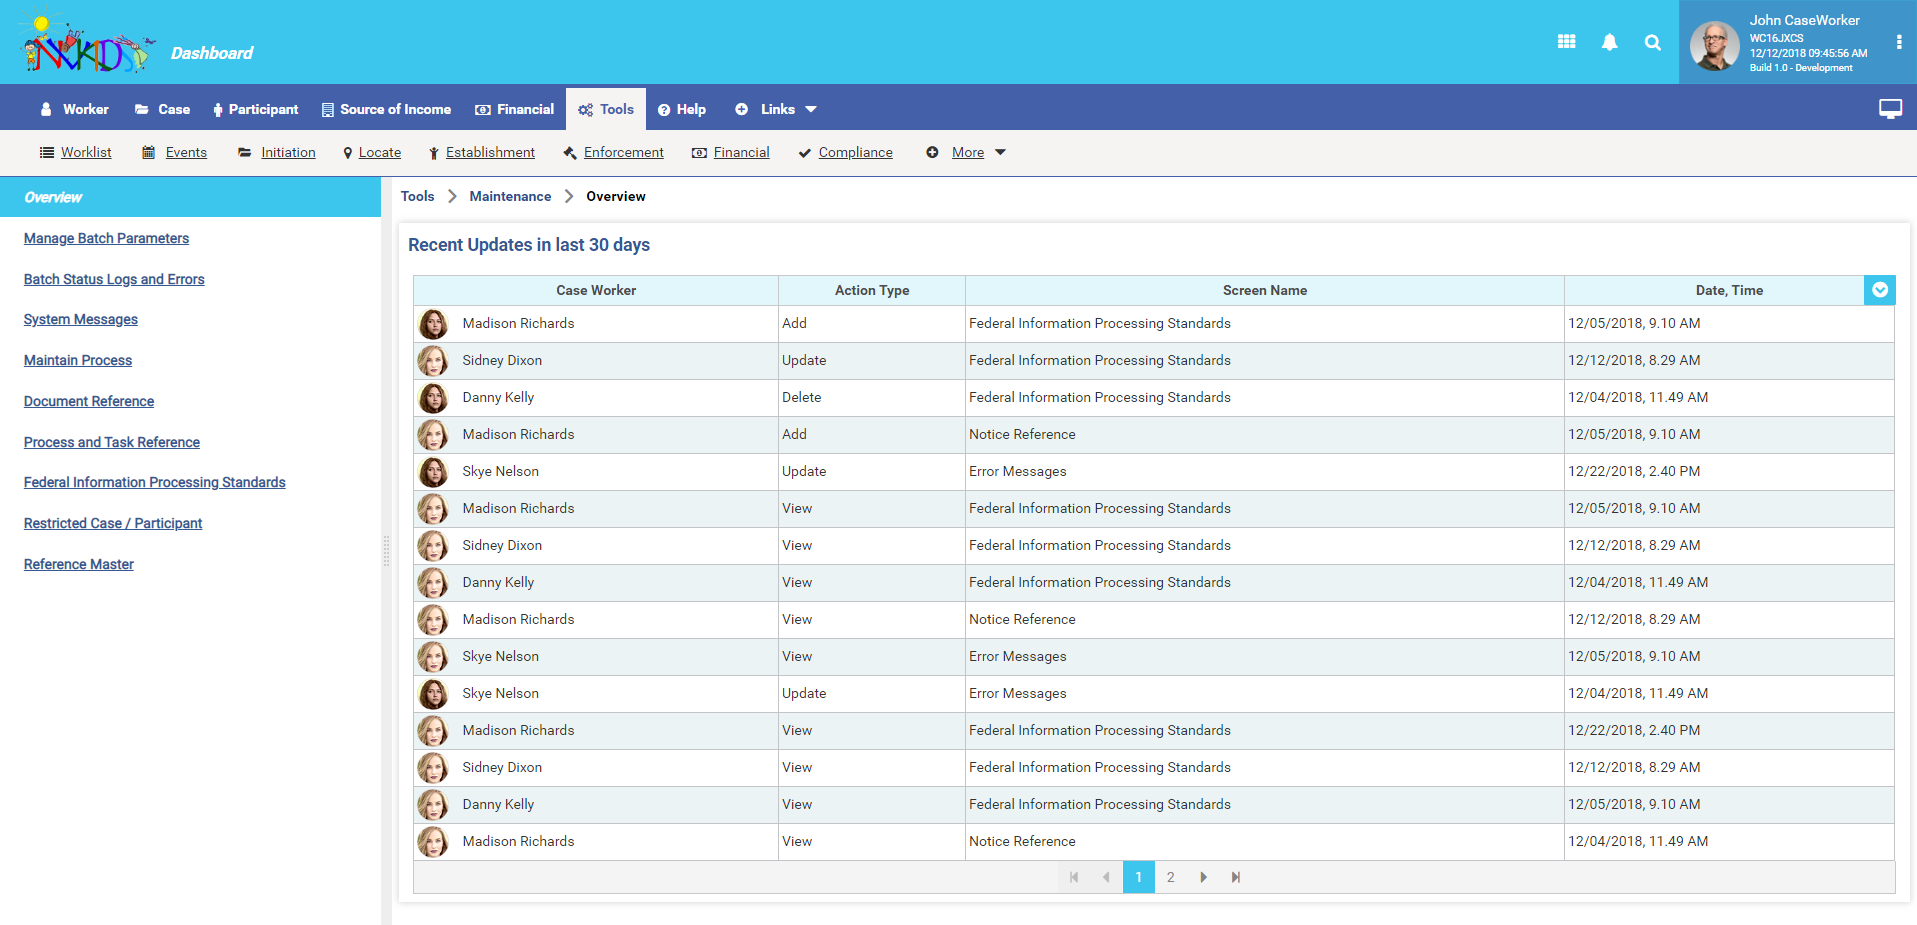 NVKIDS
Dashboard
John CaseWorker
WC16JXCS
12/12/2018 09:45:56 AM
Build 1.0 - Development
Worker Case Participant Source of Income Financial Tools Help Links
Worklist Events Initiation Locate Establishment Enforcement Financial Compliance More
Overview
Manage Batch Parameters
Batch Status Logs and Errors
System Messages
Maintain Process
Document Reference
Process and Task Reference
Federal Information Processing Standards
Restricted Case / Participant
Reference Master
Tools Maintenance Overview
Recent Updates in last 30 days
Case Worker Action Type Screen Name Date, Time
Madison Richards Add Federal Information Processing Standards 12/05/2018, 9.10 AM
Sidney Dixon Update Federal Information Processing Standards 12/12/2018, 8.29 AM
Danny Kelly Delete Federal Information Processing Standards 12/04/2018, 11.49 AM
Madison Richards Add Notice Reference 12/05/2018, 9.10 AM
Skye Nelson Update Error Messages 12/22/2018, 2.40 PM
Madison Richards View Federal Information Processing Standards 12/05/2018, 9.10 AM
Sidney Dixon View Federal Information Processing Standards 12/12/2018, 8.29 AM
Danny Kelly View Federal Information Processing Standards 12/04/2018, 11.49 AM
Madison Richards View Notice Reference 12/12/2018, 8.29 AM
Skye Nelson View Error Messages 12/05/2018, 9.10 AM
Skye Nelson Update Error Messages 12/04/2018, 11.49 AM
Madison Richards View Federal Information Processing Standards 12/22/2018, 2.40 PM
Sidney Dixon View Federal Information Processing Standards 12/12/2018, 8.29 AM
Danny Kelly View Federal Information Processing Standards 12/05/2018, 9.10 AM
Madison Richards View Notice Reference 12/04/2018, 11.49 AM
1 2